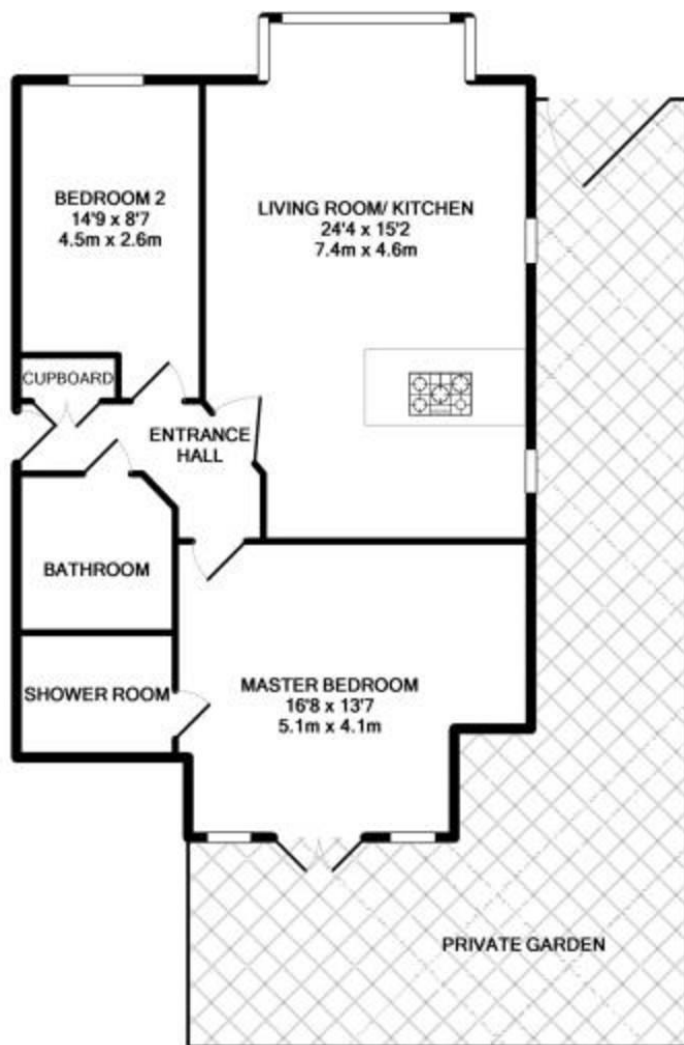 BEDROOM 2
14'9 x 8'7
4.5m x 2.6m
LIVING ROOM/ KITCHEN
24'4 x 15'2
7.4m x 4.6m
CUPBOARD
ENTRANCE
HALL
BATHROOM
SHOWER ROOM
MASTER BEDROOM
16'8 x 13'7
5.1m x 4.1m
PRIVATE GARDEN